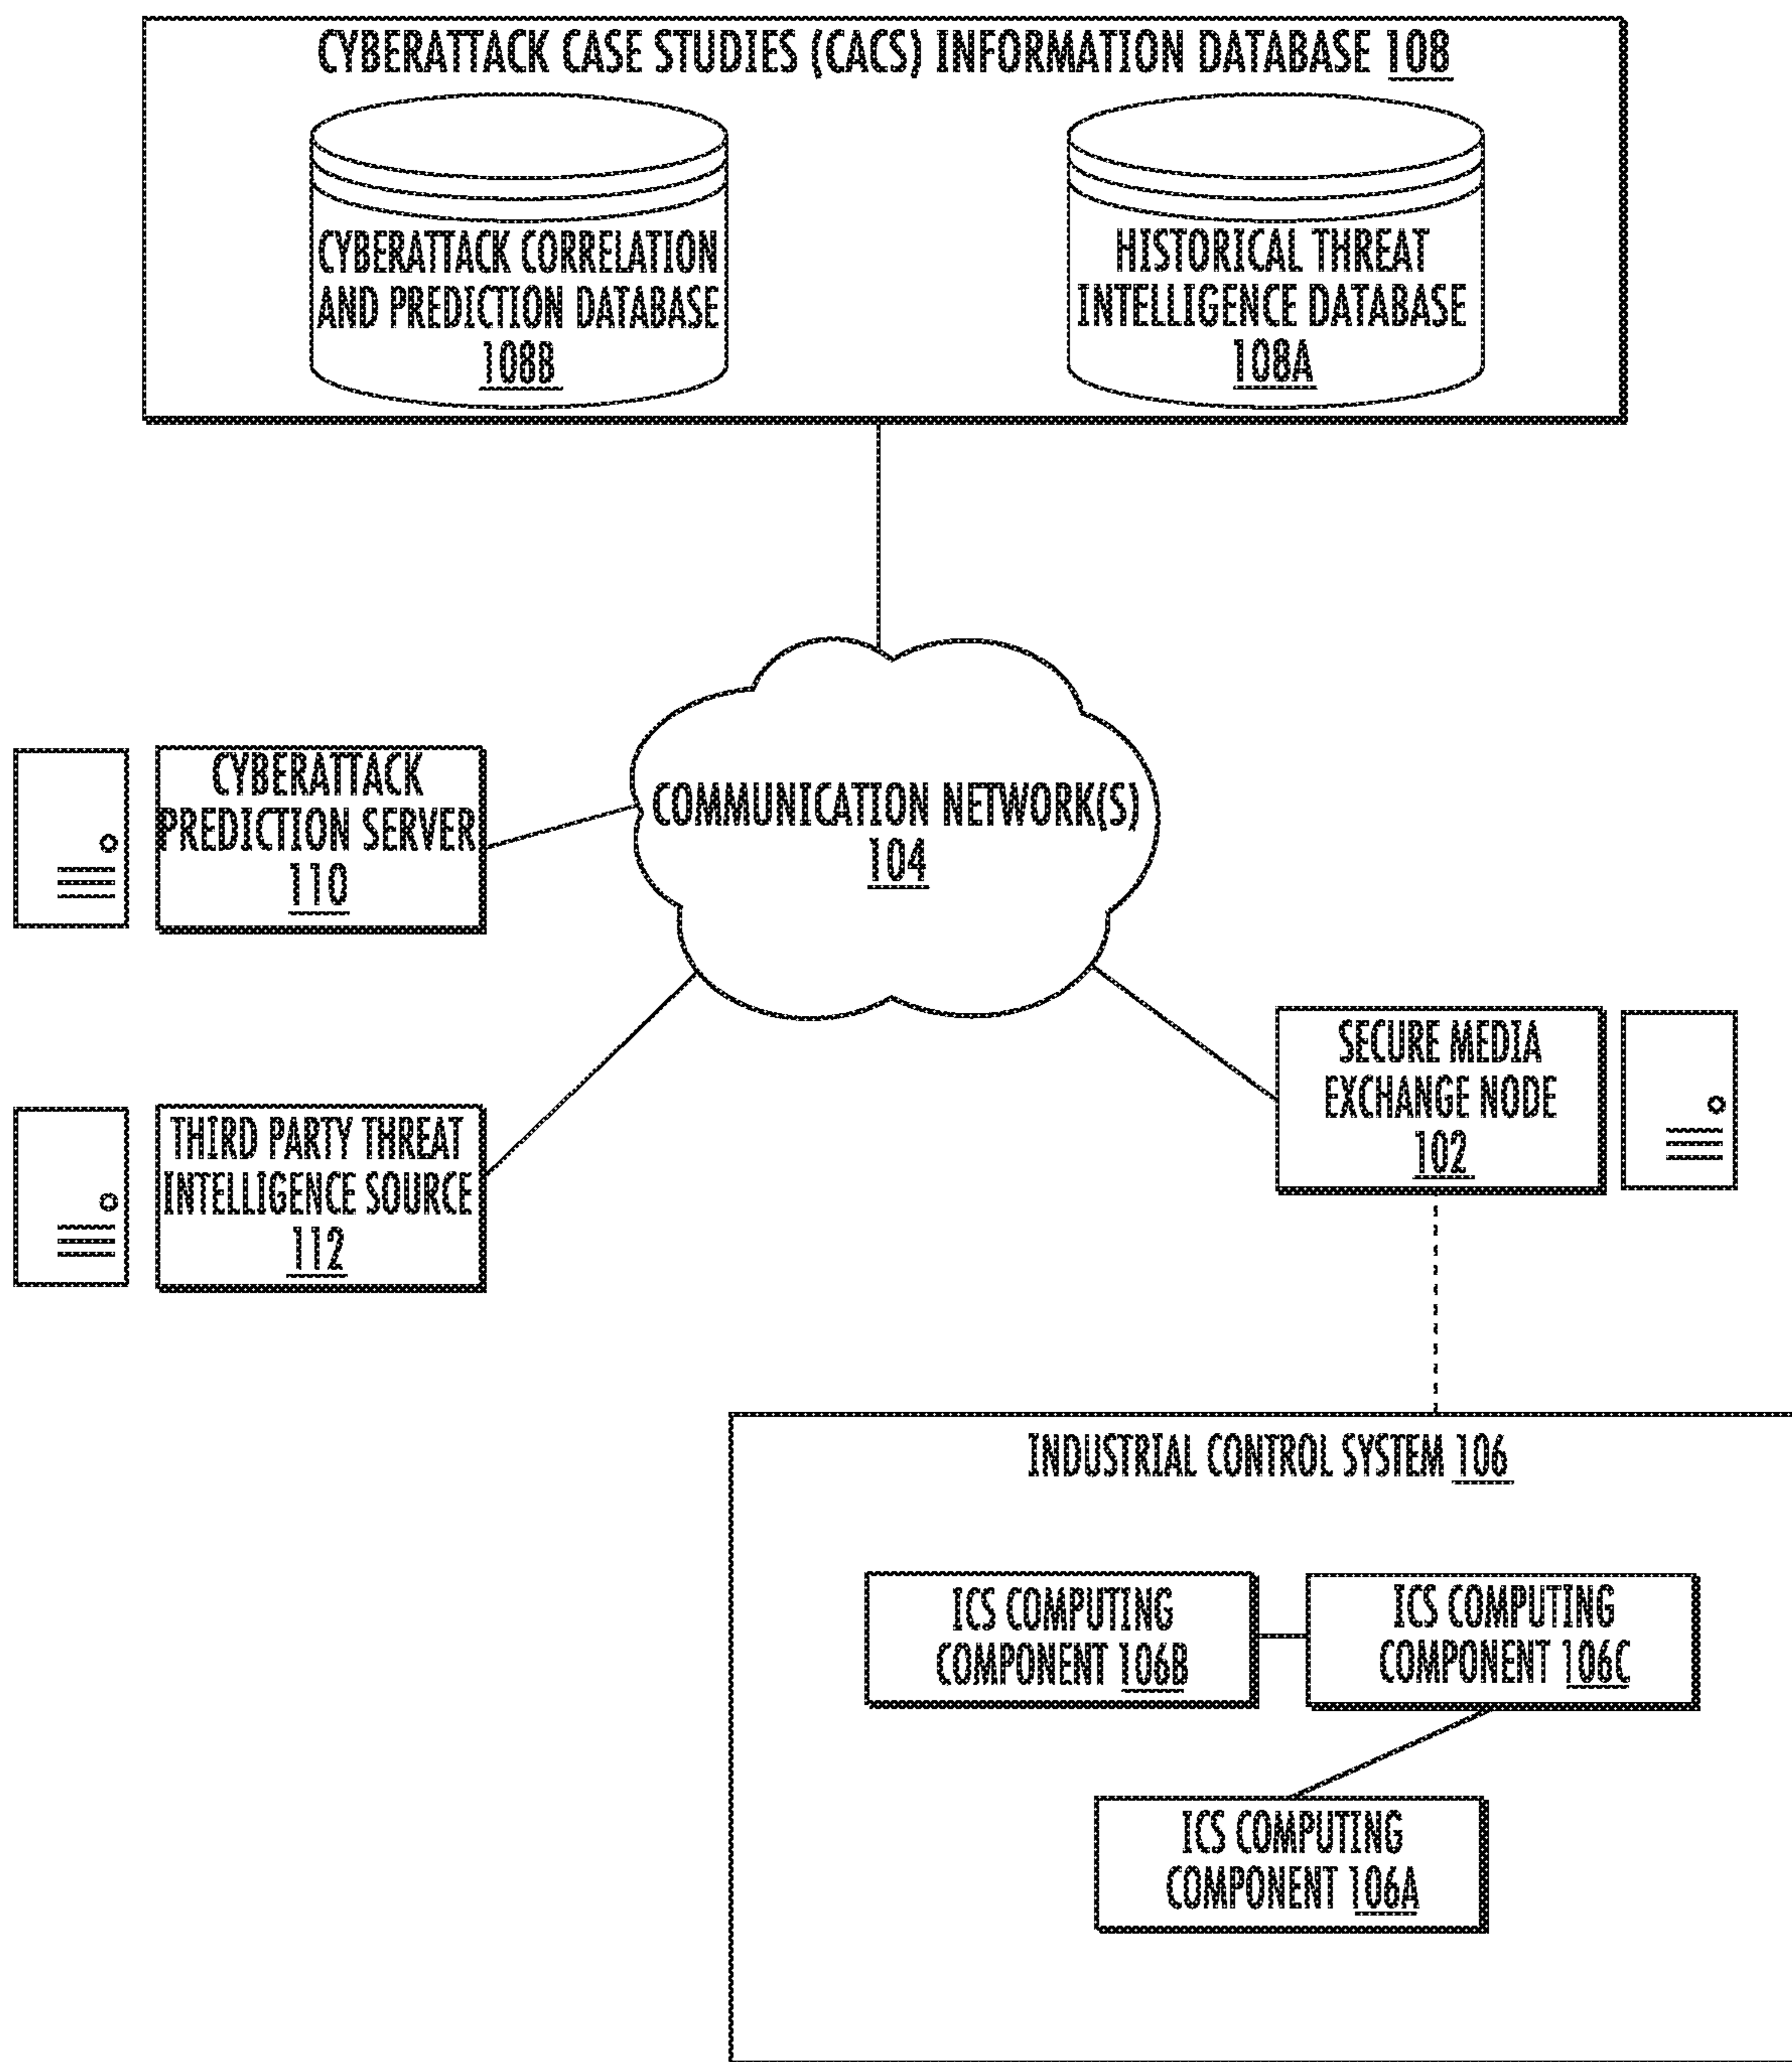 CYBERATTACK CASE STUDIES (CACS) INFORMATION DATABASE 108
CYBERATTACK CORRELATION
AND PREDICTION DATABASE
108B
HISTORICAL THREAT
INTELLIGENCE DATABASE
108A
COMMUNICATION NETWORK(S)
104
CYBERATTACK
PREDICTION SERVER
110
THIRD PARTY THREAT
INTELLIGENCE SOURCE
112
SECURE MEDIA
EXCHANGE NODE
102
INDUSTRIAL CONTROL SYSTEM 106
ICS COMPUTING
COMPONENT 106B
ICS COMPUTING
COMPONENT 106C
ICS COMPUTING
COMPONENT 106A